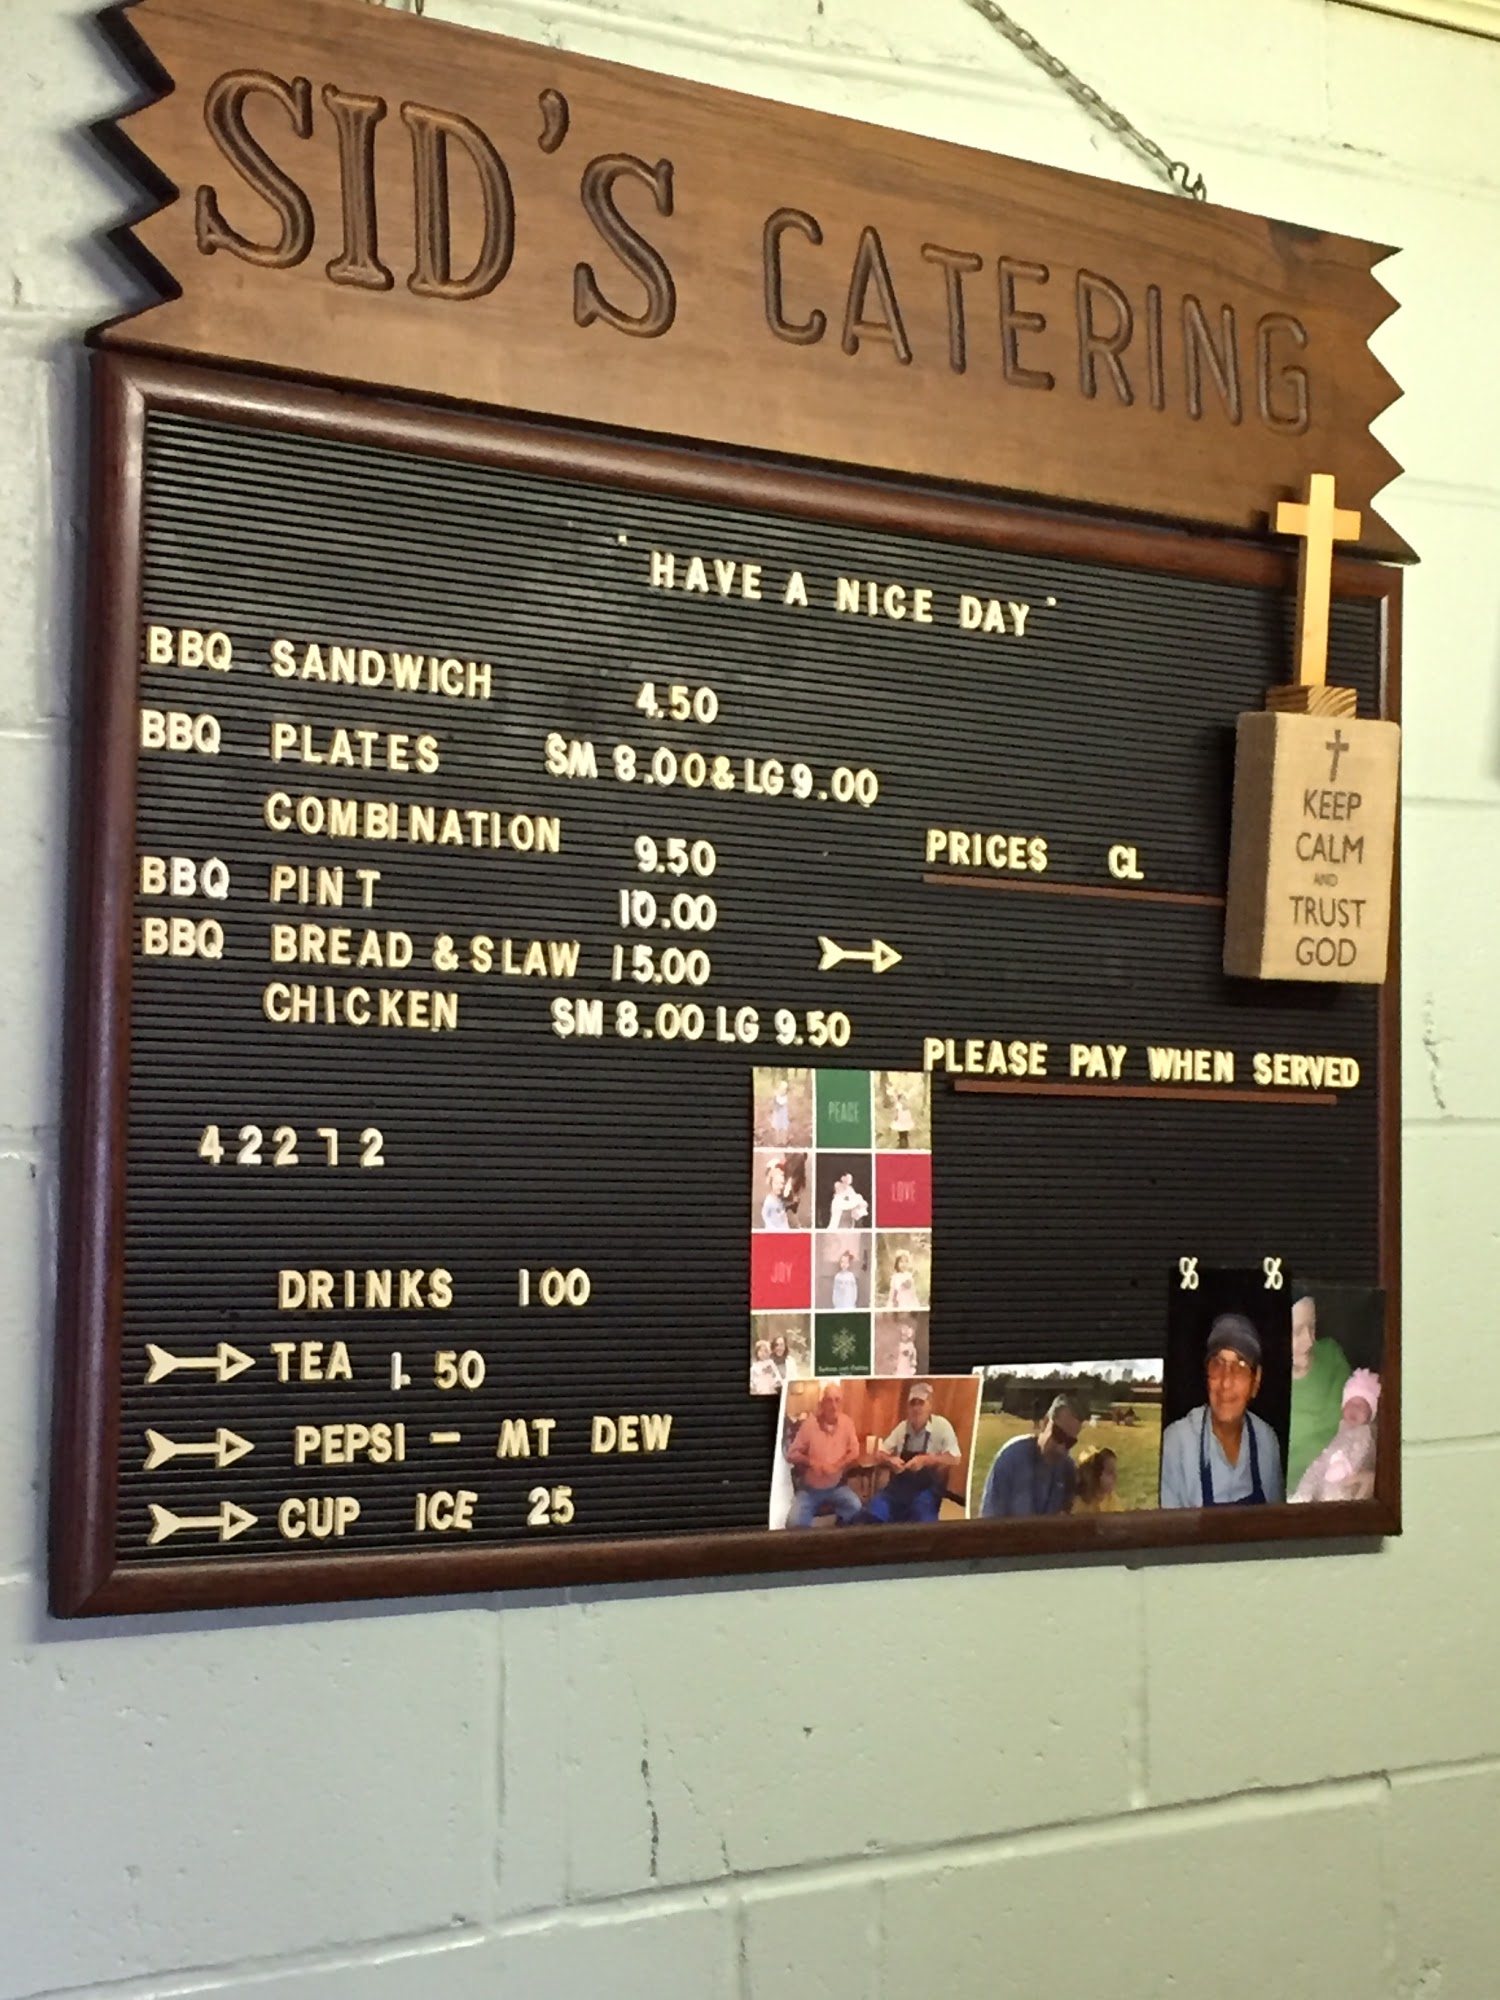 SID'S CATERING
"HAVE A NICE DAY"
BBQ SANDWICH 4.50
BBQ PLATES SM 8.00 & LG 9.00
COMBINATION 9.50
BBQ PINT 10.00
BBQ BREAD & SLAW 15.00
CHICKEN SM 8.00 LG 9.50
PRICES
PLEASE PAY WHEN SERVED
KEEP
CALM
AND
TRUST
GOD
42272
DRINKS 100
TEA 1.50
PEPSI - MT DEW
CUP ICE 25
PEACE
LOVE
JOY
% %